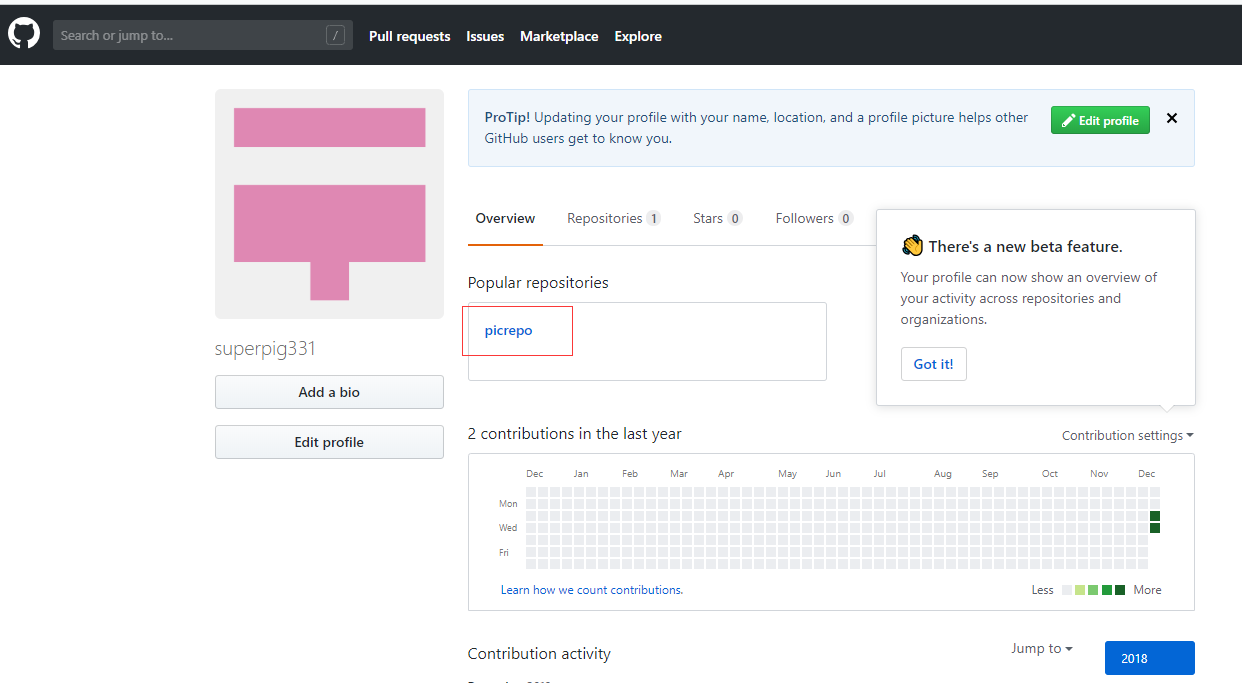 Search or jump to... /
Pull requests Issues Marketplace Explore
ProTip! Updating your profile with your name, location, and a profile picture helps other
GitHub users get to know you.
Edit profile
Overview Repositories 1 Stars 0 Followers 0
There's a new beta feature.
Your profile can now show an overview of
your activity across repositories and
organizations.
Got it!
Popular repositories
picrepo
superpig331
Add a bio
Edit profile
2 contributions in the last year
Contribution settings
Dec Jan Feb Mar Apr May Jun Jul Aug Sep Oct Nov Dec
Mon
Wed
Fri
Learn how we count contributions.
Less More
Contribution activity
Jump to
2018